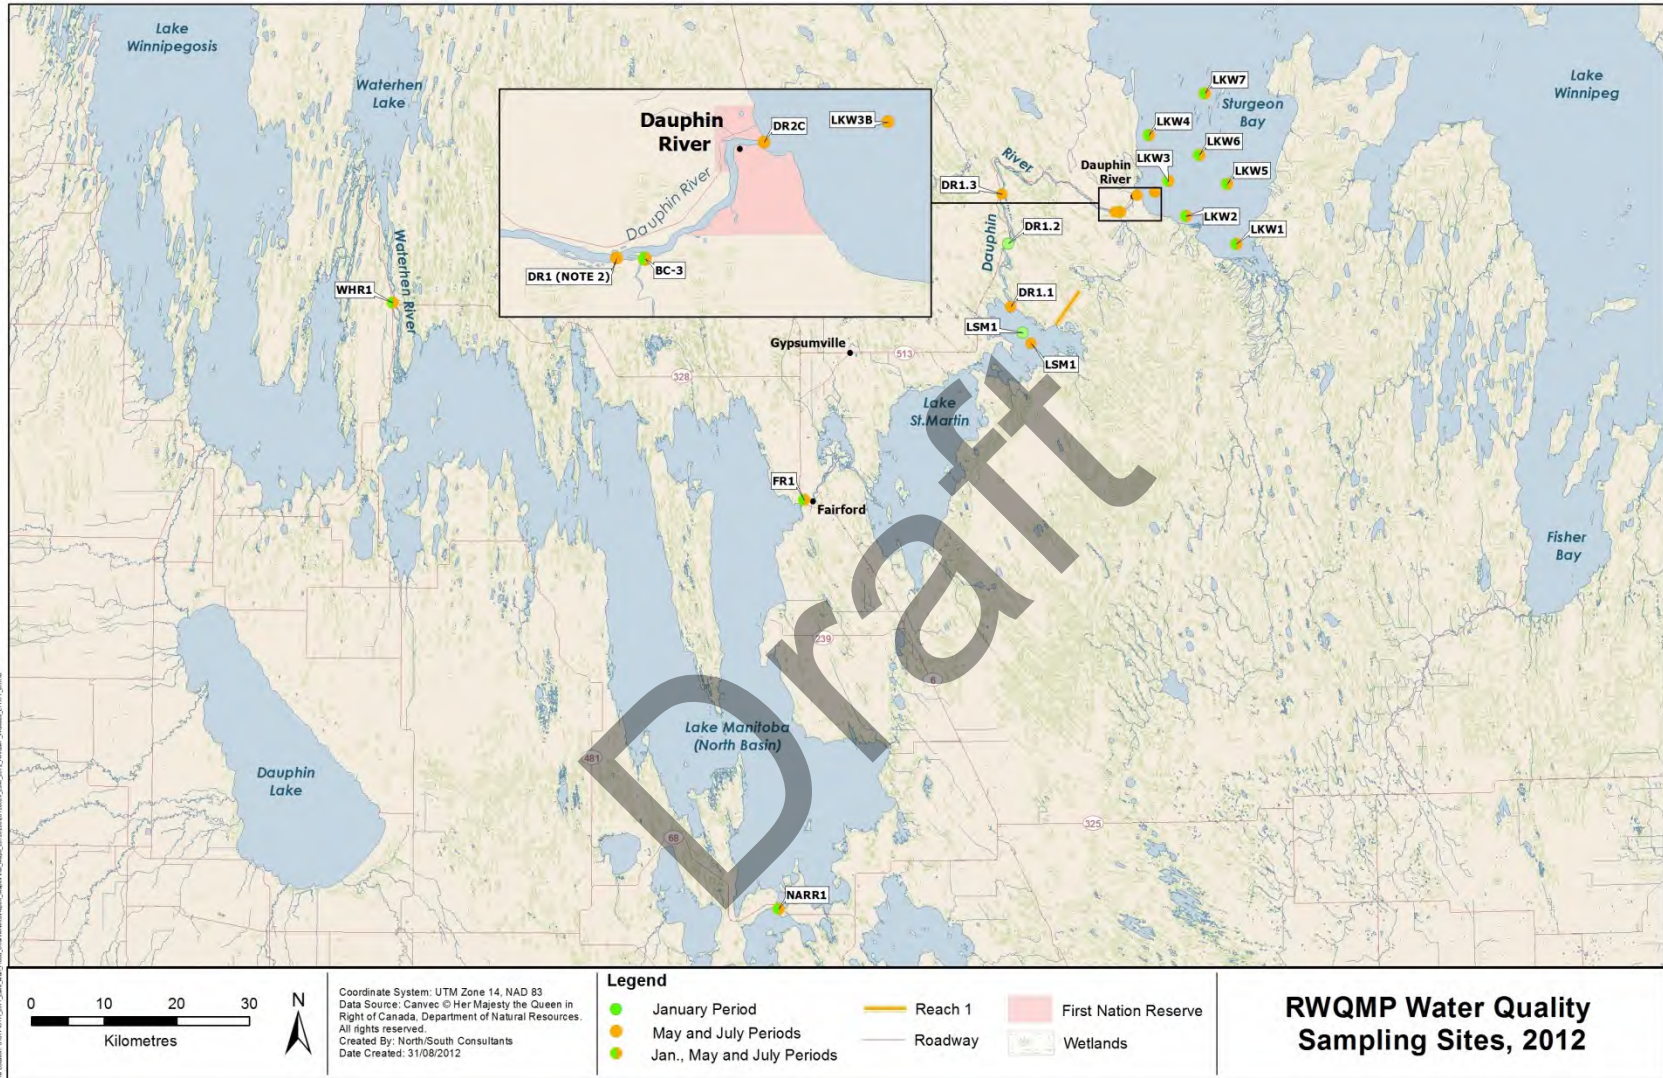 Lake
Winnipegosis
Waterhen
Lake
Lake
Winnipeg
LKW7
Sturgeon
Bay
LKW4
LKW6
LKW3
LKW5
LKW2
LKW1
Dauphin
River
River
DR1.3
DR1.2
Dauphin
DR1.1
LSM1
LSM1
Dauphin
River
DR2C
LKW3B
Dauphin River
DR1 (NOTE 2)
BC-3
WHR1
Waterhen River
Gypsumville
513
328
Lake
St.Martin
FR1
Fairford
Fisher
Bay
239
6
Lake Manitoba
(North Basin)
481
Dauphin
Lake
68
325
NARR1
Draft
0 10 20 30
Kilometres
N
Coordinate System: UTM Zone 14, NAD 83
Data Source: Canvec © Her Majesty the Queen in
Right of Canada, Department of Natural Resources.
All rights reserved.
Created By: North/South Consultants
Date Created: 31/08/2012
Legend
January Period
May and July Periods
Jan., May and July Periods
Reach 1
Roadway
First Nation Reserve
Wetlands
RWQMP Water Quality
Sampling Sites, 2012